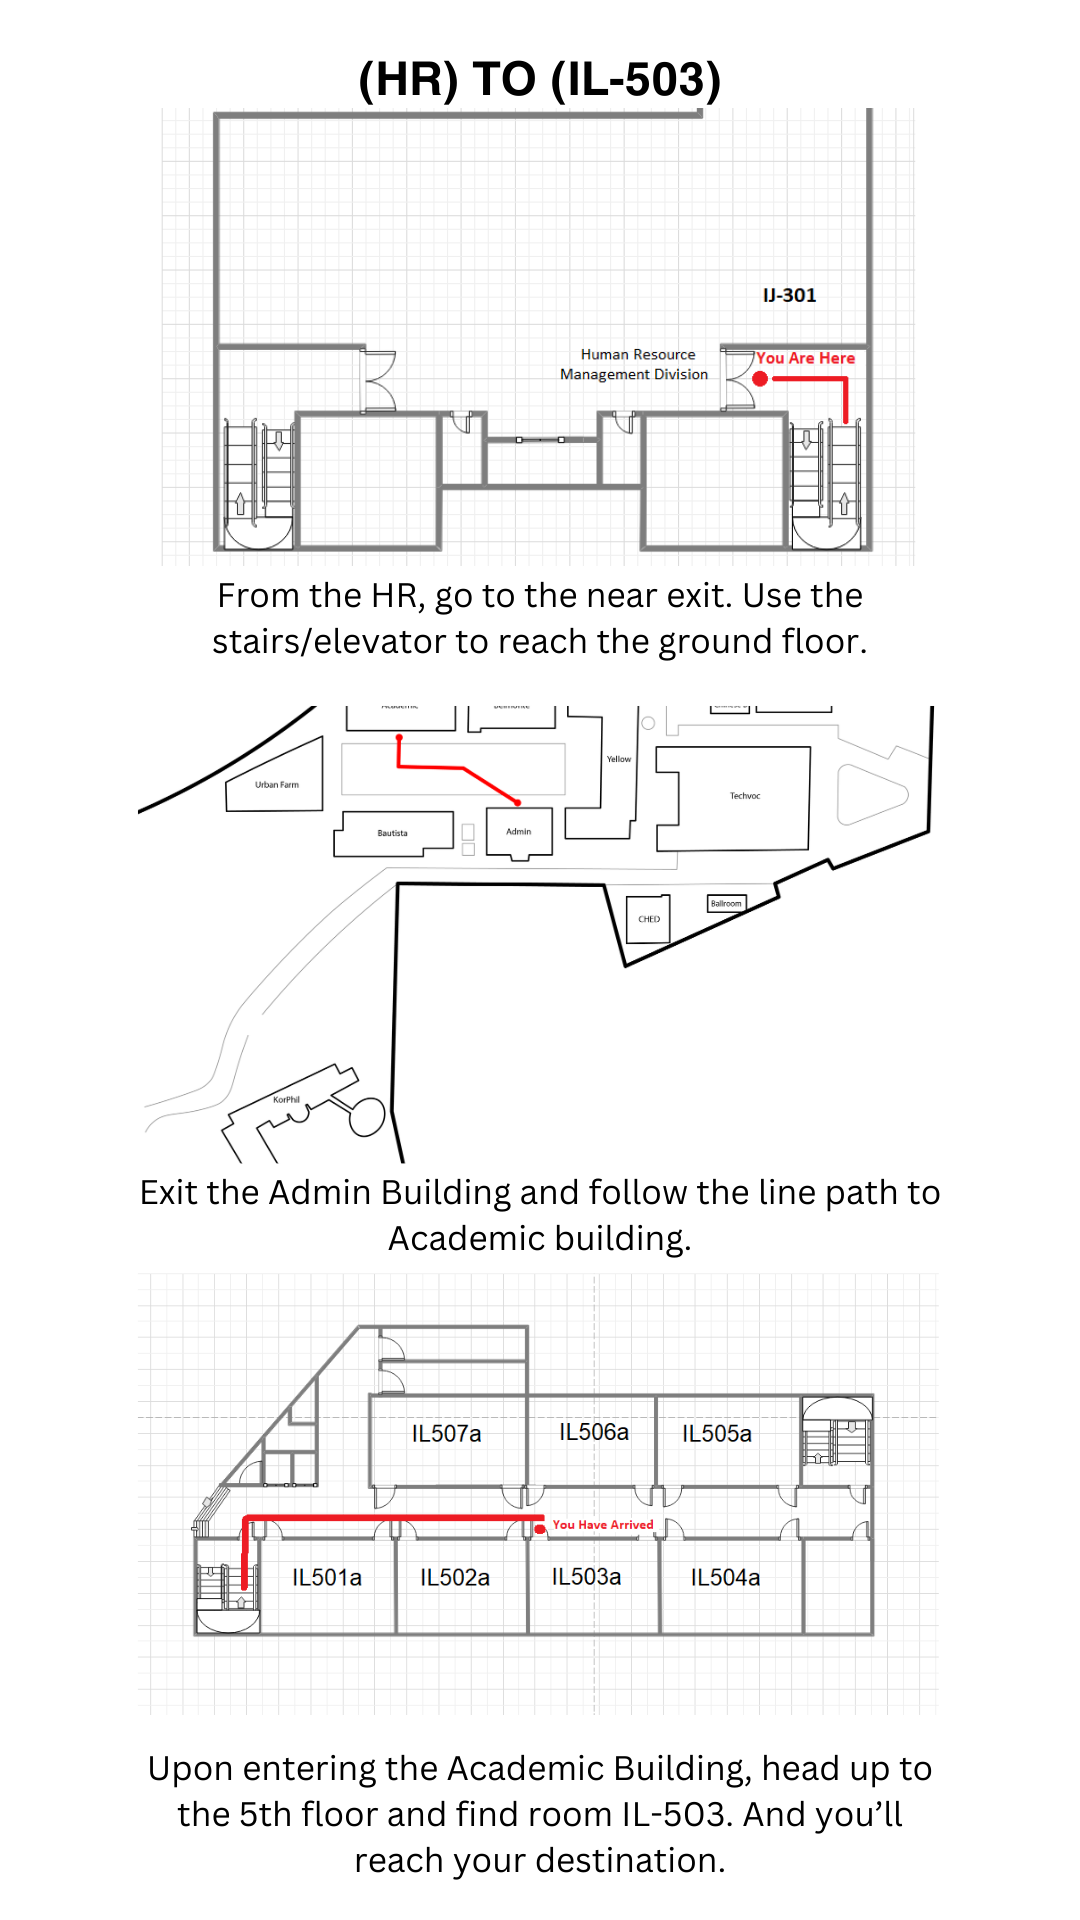 (HR) TO (IL-503)
IJ-301
Human Resource
Management Division
You Are Here
From the HR, go to the near exit. Use the
stairs/elevator to reach the ground floor.
Academic
Belmonte
Yellow
Urban Farm
Techvoc
Bautista
Admin
CHED
Ballroom
KorPhil
Exit the Admin Building and follow the line path to
Academic building.
IL507a
IL506a
IL505a
You Have Arrived
IL501a
IL502a
IL503a
IL504a
Upon entering the Academic Building, head up to
the 5th floor and find room IL-503. And you’ll
reach your destination.